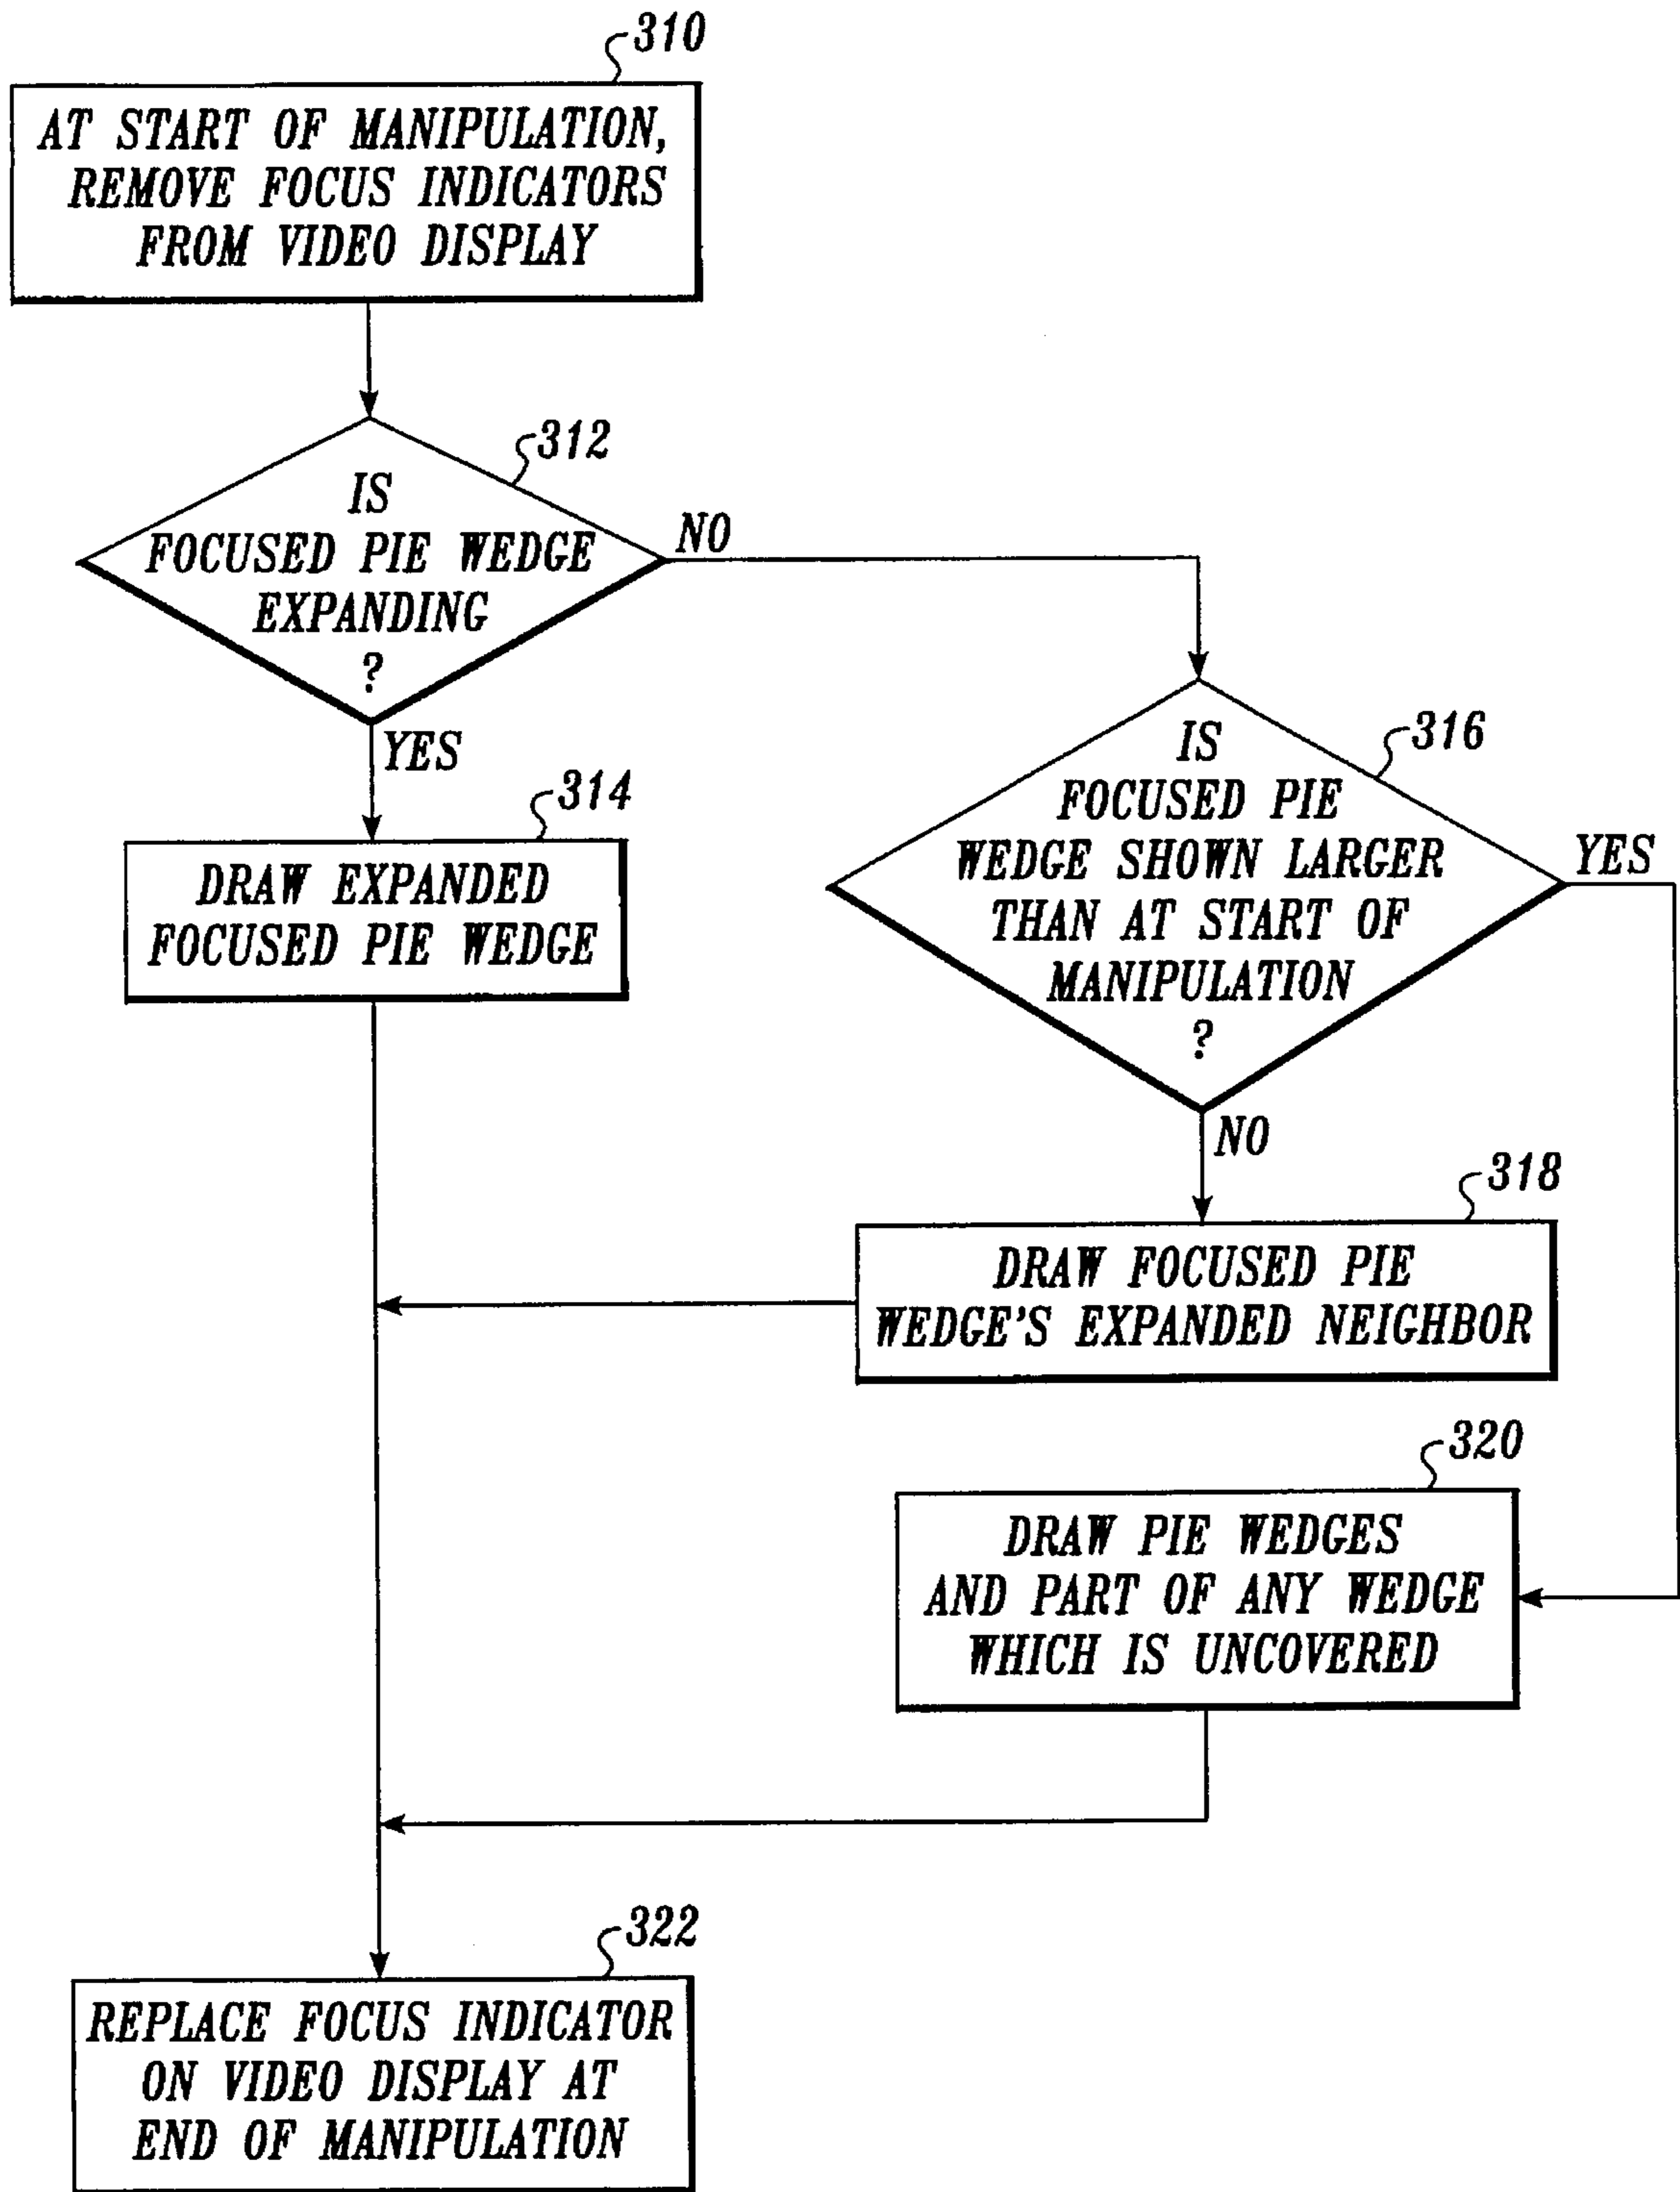 310
AT START OF MANIPULATION,
REMOVE FOCUS INDICATORS
FROM VIDEO DISPLAY
312
IS
FOCUSED PIE WEDGE
EXPANDING
?
NO
YES
314
DRAW EXPANDED
FOCUSED PIE WEDGE
316
IS
FOCUSED PIE
WEDGE SHOWN LARGER
THAN AT START OF
MANIPULATION
?
YES
NO
318
DRAW FOCUSED PIE
WEDGE'S EXPANDED NEIGHBOR
320
DRAW PIE WEDGES
AND PART OF ANY WEDGE
WHICH IS UNCOVERED
322
REPLACE FOCUS INDICATOR
ON VIDEO DISPLAY AT
END OF MANIPULATION